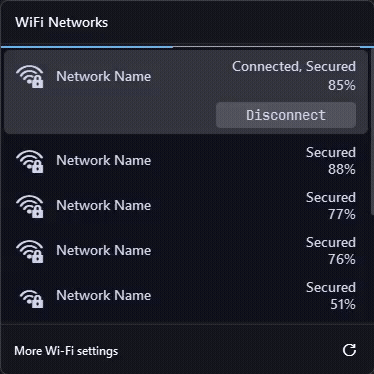 WiFi Networks
Network Name
Connected, Secured
85%
Disconnect
Network Name
Secured
88%
Network Name
Secured
77%
Network Name
Secured
76%
Network Name
Secured
51%
More Wi-Fi settings